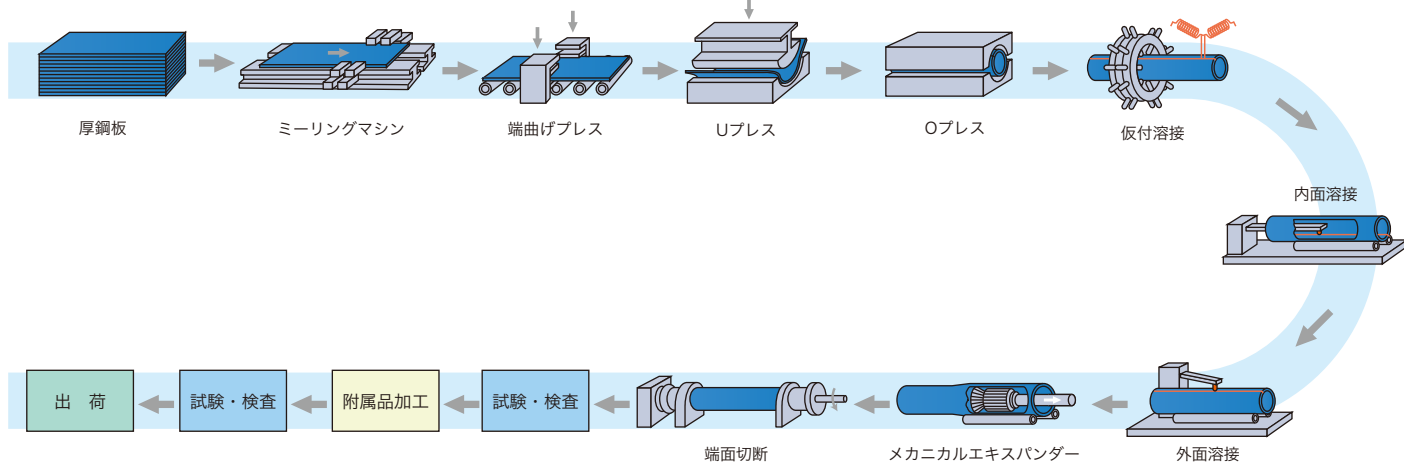 厚鋼板
ミーリングマシン
端曲げプレス
Uプレス
Oプレス
仮付溶接
内面溶接
外面溶接
メカニカルエキスパンダー
端面切断
試験・検査
附属品加工
試験・検査
出 荷